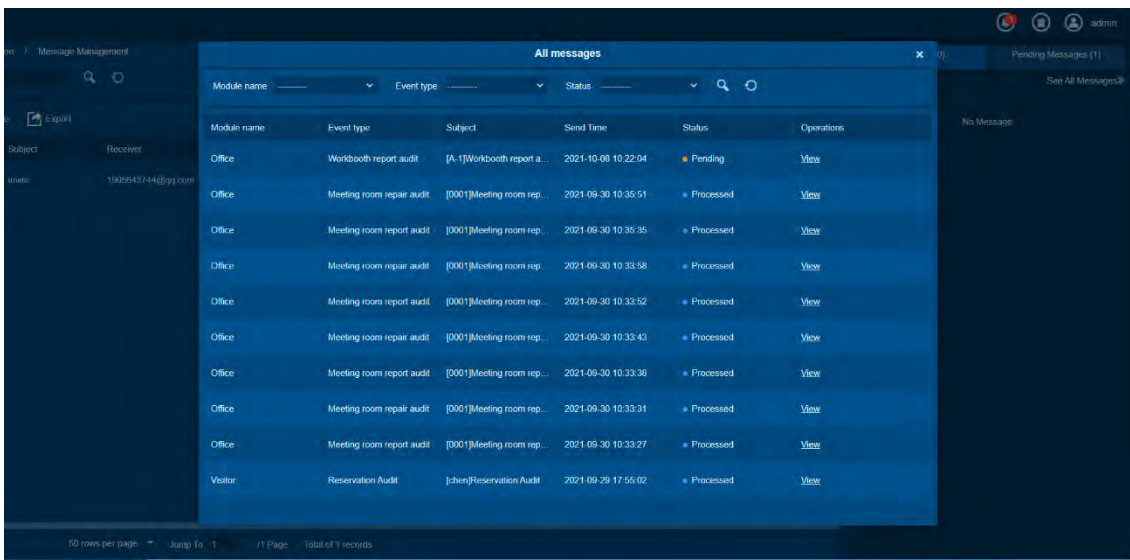 admin
on / Message Management
All messages
0)
Pending Messages (1)
See All Messages
Module name
Event type
Status
Export
No Message.
Subject Receiver
Invite 1905643744@qq.com
Module name Event type Subject Send Time Status Operations
Office Workbooth report audit [A-1]Workbooth report a... 2021-10-08 10:22:04 Pending View
Office Meeting room repair audit [0001]Meeting room rep... 2021-09-30 10:35:51 Processed View
Office Meeting room report audit [0001]Meeting room rep... 2021-09-30 10:35:35 Processed View
Office Meeting room repair audit [0001]Meeting room rep... 2021-09-30 10:33:58 Processed View
Office Meeting room report audit [0001]Meeting room rep... 2021-09-30 10:33:52 Processed View
Office Meeting room repair audit [0001]Meeting room rep... 2021-09-30 10:33:43 Processed View
Office Meeting room report audit [0001]Meeting room rep... 2021-09-30 10:33:38 Processed View
Office Meeting room repair audit [0001]Meeting room rep... 2021-09-30 10:33:31 Processed View
Office Meeting room report audit [0001]Meeting room rep... 2021-09-30 10:33:27 Processed View
Visitor Reservation Audit [chen]Reservation Audit 2021-09-29 17:55:02 Processed View
50 rows per page Jump To 1 /1 Page Total of 1 records